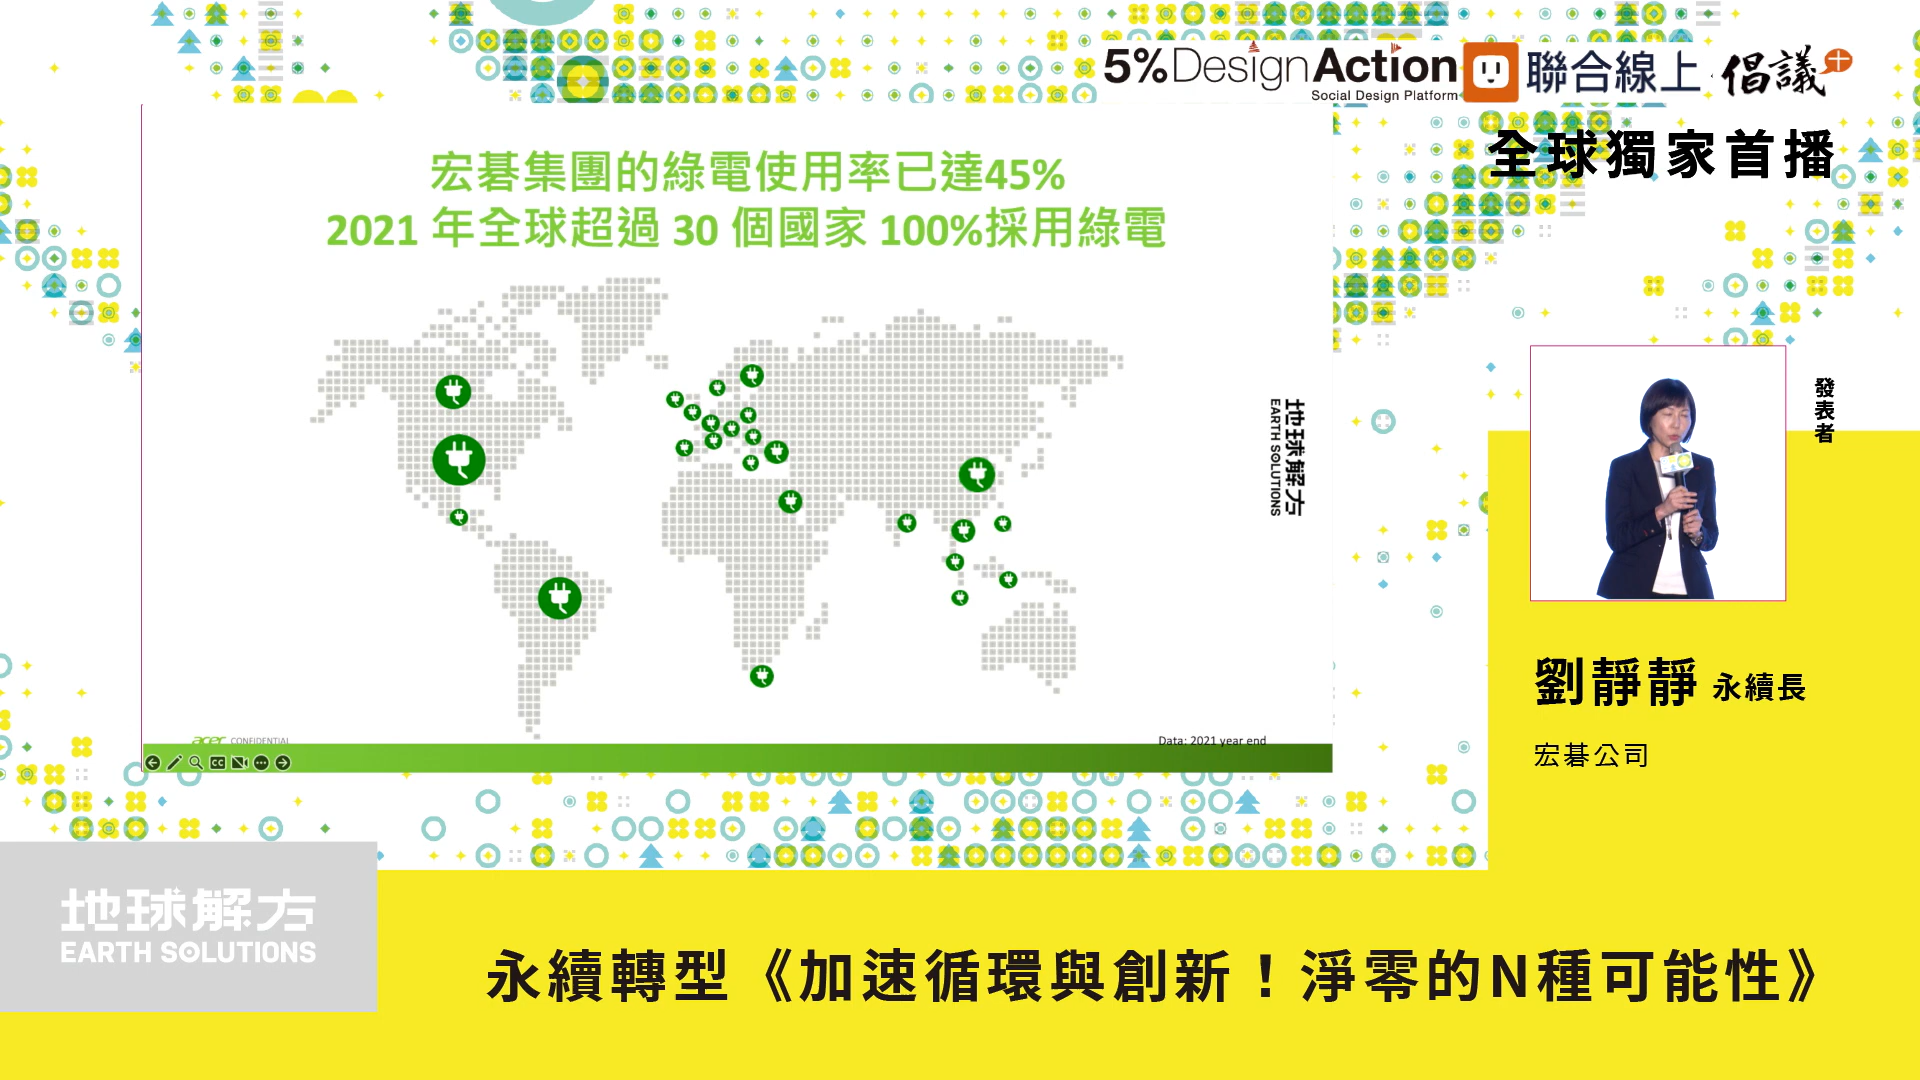 5%DesignAction
Social Design Platform
聯合線上
倡議+
全球獨家首播
宏碁集團的綠電使用率已達45%
2021 年全球超過 30 個國家 100%採用綠電
地球解方
EARTH SOLUTIONS
acer CONFIDENTIAL
Data: 2021 year end
CC
發表者
劉靜靜 永續長
宏碁公司
地球解方
EARTH SOLUTIONS
永續轉型《加速循環與創新！淨零的N種可能性》